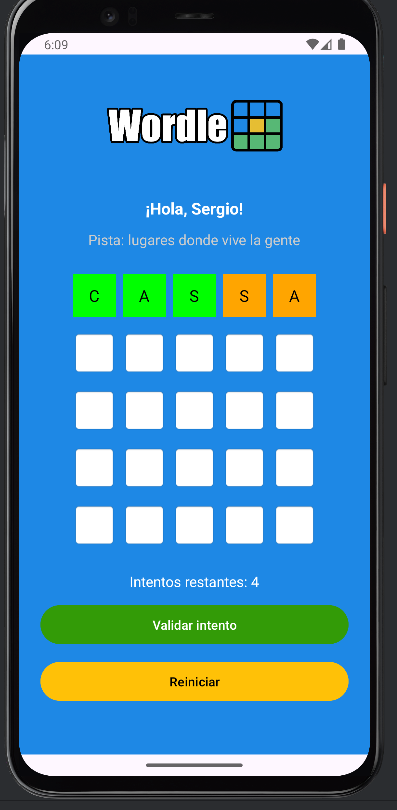 6:09
Wordle
¡Hola, Sergio!
Pista: lugares donde vive la gente
C A S S A
Intentos restantes: 4
Validar intento
Reiniciar